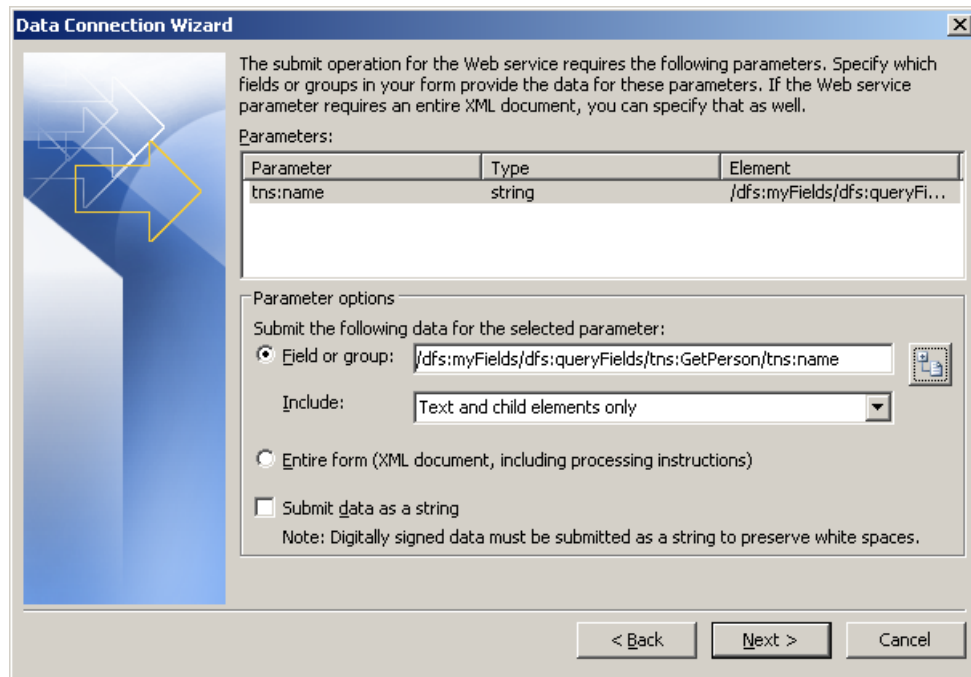 Data Connection Wizard
The submit operation for the Web service requires the following parameters. Specify which
fields or groups in your form provide the data for these parameters. If the Web service
parameter requires an entire XML document, you can specify that as well.
Parameters:
Parameter Type Element
tns:name string /dfs:myFields/dfs:queryFi...
Parameter options
Submit the following data for the selected parameter:
Field or group: /dfs:myFields/dfs:queryFields/tns:GetPerson/tns:name
Include: Text and child elements only
Entire form (XML document, including processing instructions)
Submit data as a string
Note: Digitally signed data must be submitted as a string to preserve white spaces.
< Back Next > Cancel